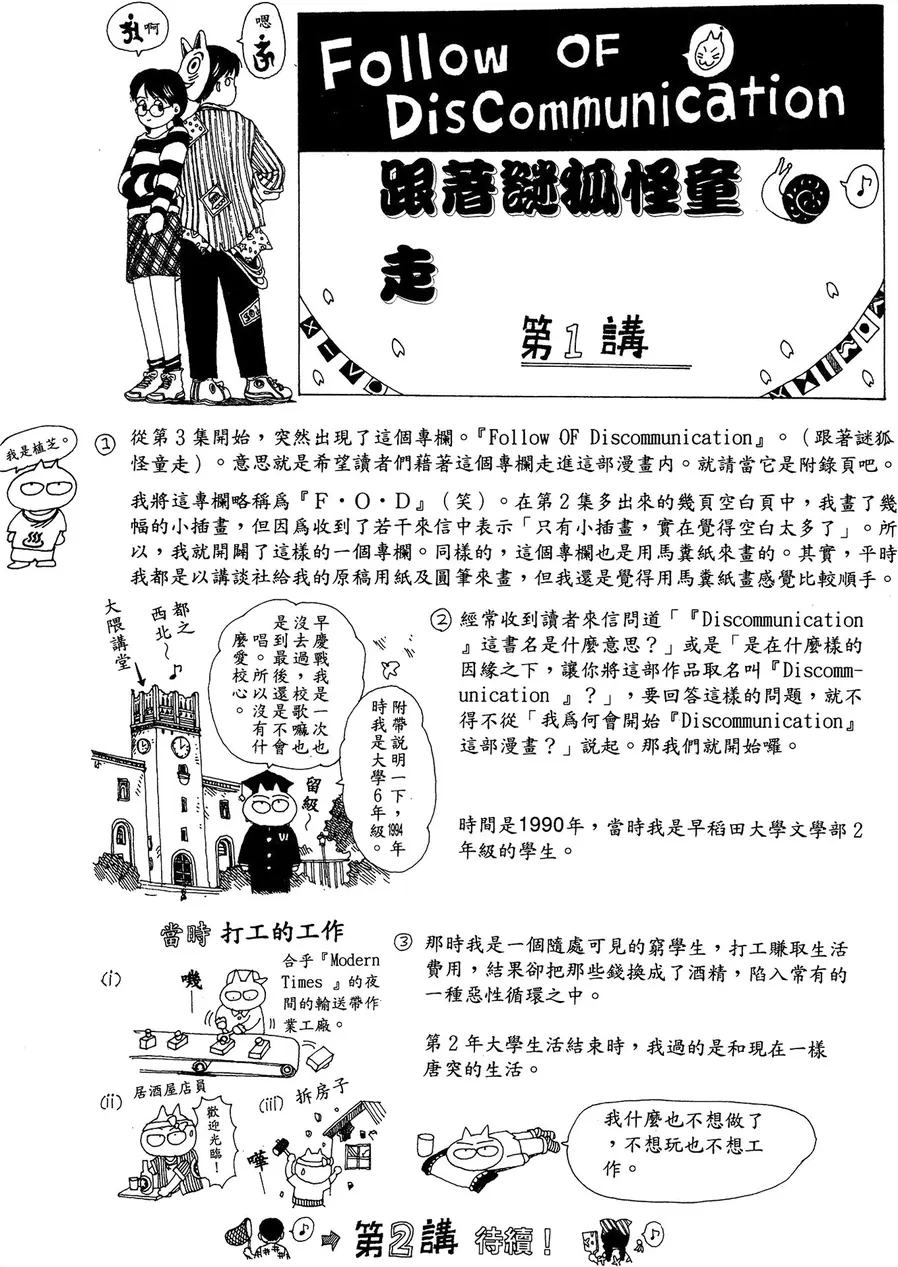 啊
嗯
Follow OF
DisCommunication
跟著謎狐怪童
走
第1講
我是植芝。
① 從第3集開始，突然出現了這個專欄。『Follow OF Discommunication』。（跟著謎狐
怪童走）。意思就是希望讀者們藉著這個專欄走進這部漫畫内。就請當它是附錄頁吧。
我將這專欄略稱爲『F・O・D』（笑）。在第2集多出來的幾頁空白頁中，我畫了幾
幅的小插畫，但因爲收到了若干來信中表示「只有小插畫，實在覺得空白太多了」。所
以，我就開闢了這樣的一個專欄。同樣的，這個專欄也是用馬糞紙來畫的。其實，平時
我都是以講談社給我的原稿用紙及圓筆來畫，但我還是覺得用馬糞紙畫感覺比較順手。
大隈講堂
都之
西北～♪
早慶戰我是一次也
沒去過，校歌嘛也
是到最後還是不會
唱。所以沒有什
麼愛校心。
附帶說明一下，1994年
時我是大學6年級。
留級
② 經常收到讀者來信問道「『Discommunication
』這書名是什麼意思？」或是「是在什麼樣的
因緣之下，讓你將這部作品取名叫『Discomm-
unication 』？」，要回答這樣的問題，就不
得不從「我爲何會開始『Discommunication』
這部漫畫？」説起。那我們就開始囉。
時間是1990年，當時我是早稻田大學文學部2
年級的學生。
當時 打工的工作
(i)
嘰
合乎『Modern
Times 』的夜
間的輸送帶作
業工廠。
(ii)
居酒屋店員
歡迎光臨！
(iii)
拆房子
嘩
③ 那時我是一個隨處可見的窮學生，打工賺取生活
費用，結果卻把那些錢換成了酒精，陷入常有的
一種惡性循環之中。
第2年大學生活結束時，我過的是和現在一樣
唐突的生活。
我什麼也不想做了
，不想玩也不想工
作。
⇨ 第2講 待續！